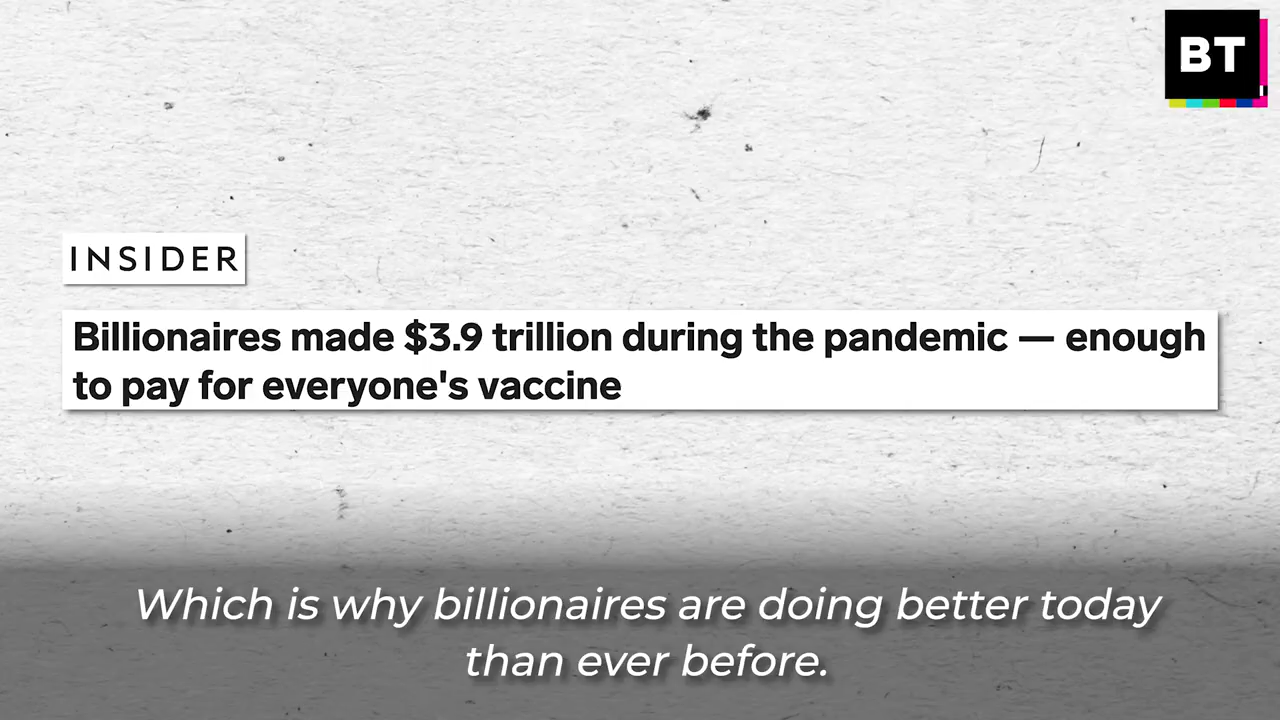 BT
INSIDER
Billionaires made $3.9 trillion during the pandemic — enough
to pay for everyone's vaccine
Which is why billionaires are doing better today
than ever before.